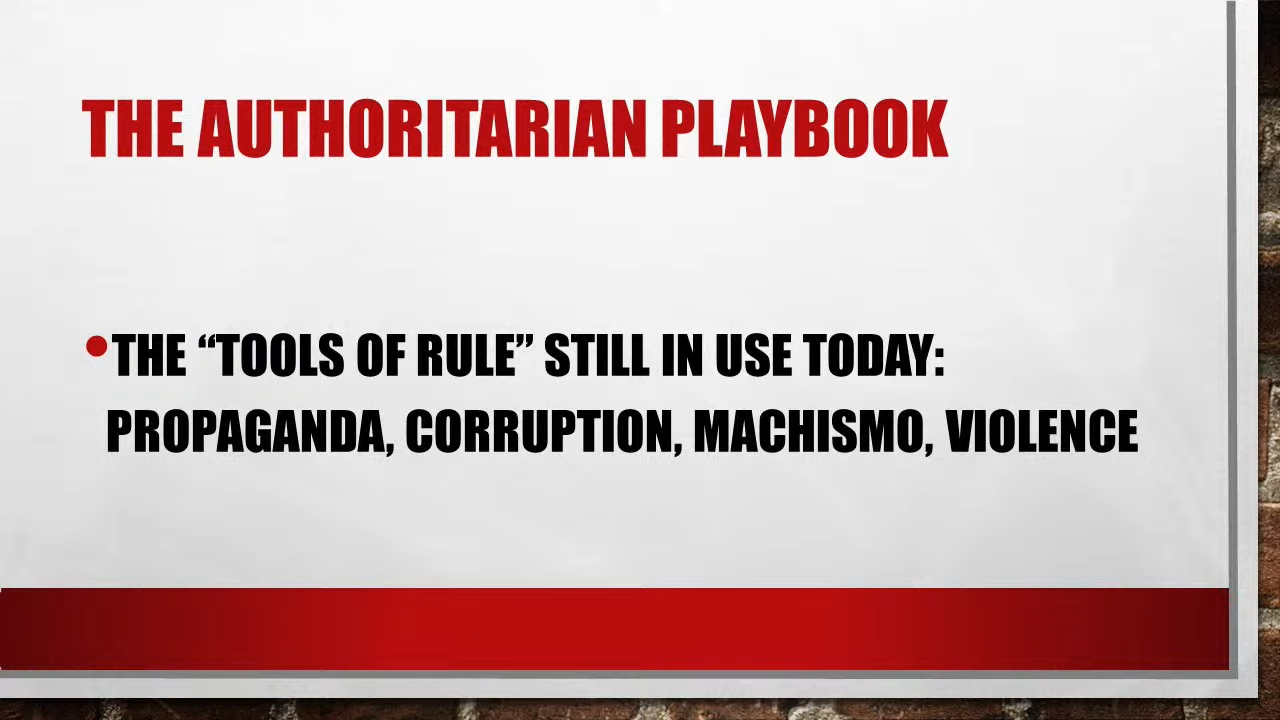 THE AUTHORITARIAN PLAYBOOK
•THE “TOOLS OF RULE” STILL IN USE TODAY:
PROPAGANDA, CORRUPTION, MACHISMO, VIOLENCE